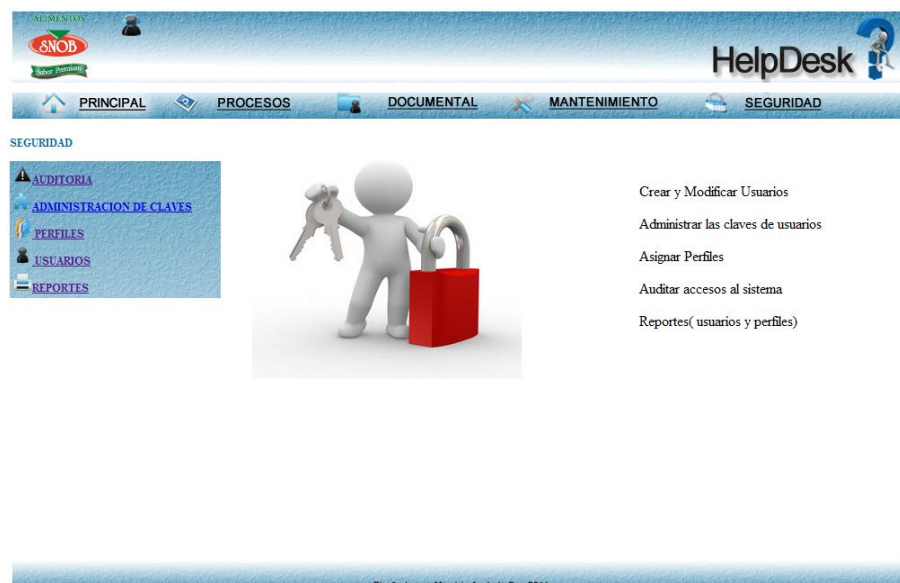 ALIMENTOS
SNOB
Sabor Premium
HelpDesk
PRINCIPAL PROCESOS DOCUMENTAL MANTENIMIENTO SEGURIDAD
SEGURIDAD
AUDITORIA
ADMINISTRACION DE CLAVES
PERFILES
USUARIOS
REPORTES
Crear y Modificar Usuarios
Administrar las claves de usuarios
Asignar Perfiles
Auditar accesos al sistema
Reportes( usuarios y perfiles)